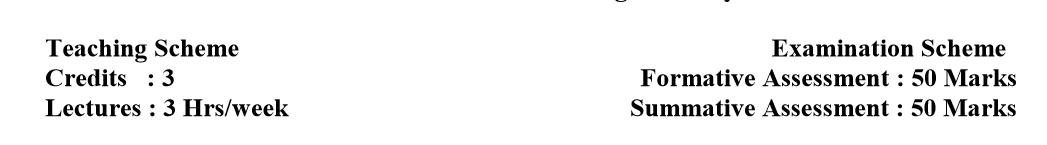 Teaching Scheme Examination Scheme
Credits : 3 Formative Assessment : 50 Marks
Lectures : 3 Hrs/week Summative Assessment : 50 Marks